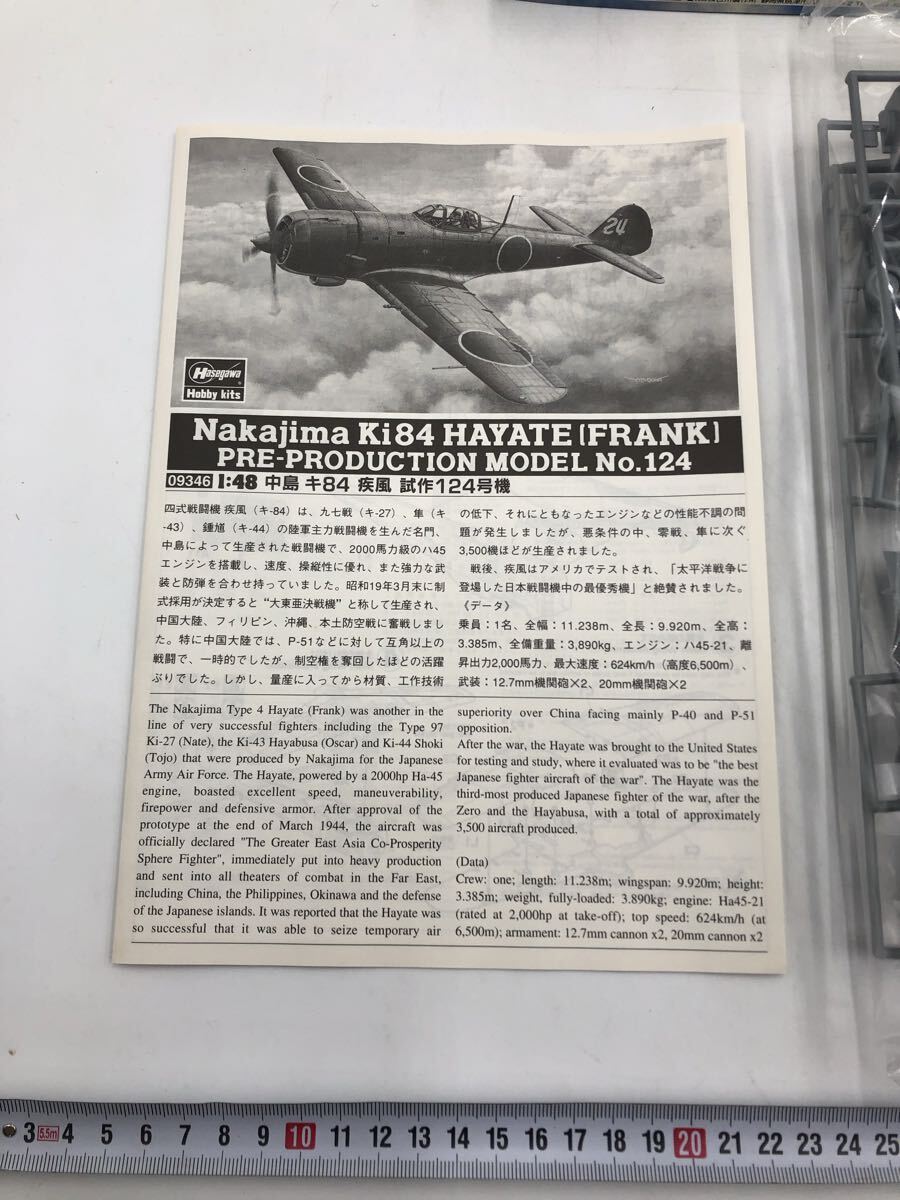 24
Hasegawa
Hobby kits
Nakajima Ki84 HAYATE (FRANK)
PRE-PRODUCTION MODEL No.124
09346 1:48 中島 キ84 疾風 試作124号機
四式戦闘機 疾風(キ-84)は、九七戦(キ-27)、隼(キ
-43)、鍾馗(キ-44)の陸軍主力戦闘機を生んだ名門、
中島によって生産された戦闘機で、2000馬力級のハ45
エンジンを搭載し、速度、操縦性に優れ、また強力な武
装と防弾を合わせ持っていました。昭和19年3月末に制
式採用が決定すると“大東亜決戦機”と称して生産され、
中国大陸、フィリピン、沖縄、本土防空戦に奮戦しまし
た。特に中国大陸では、P-51などに対して互角以上の
戦闘で、一時的でしたが、制空権を奪回したほどの活躍
ぶりでした。しかし、量産に入ってから材質、工作技術
の低下、それにともなったエンジンなどの性能不調の問
題が発生しましたが、悪条件の中、零戦、隼に次ぐ
3,500機ほどが生産されました。
戦後、疾風はアメリカでテストされ、「太平洋戦争に
登場した日本戦闘機中の最優秀機」と絶賛されました。
《データ》
乗員:1名、全幅:11.238m、全長:9.920m、全高:
3.385m、全備重量:3,890kg、エンジン:ハ45-21、離
昇出力2,000馬力、最大速度:624km/h(高度6,500m)、
武装:12.7mm機関砲×2、20mm機関砲×2
The Nakajima Type 4 Hayate (Frank) was another in the
line of very successful fighters including the Type 97
Ki-27 (Nate), the Ki-43 Hayabusa (Oscar) and Ki-44 Shoki
(Tojo) that were produced by Nakajima for the Japanese
Army Air Force. The Hayate, powered by a 2000hp Ha-45
engine, boasted excellent speed, maneuverability,
firepower and defensive armor. After approval of the
prototype at the end of March 1944, the aircraft was
officially declared "The Greater East Asia Co-Prosperity
Sphere Fighter", immediately put into heavy production
and sent into all theaters of combat in the Far East,
including China, the Philippines, Okinawa and the defense
of the Japanese islands. It was reported that the Hayate was
so successful that it was able to seize temporary air
superiority over China facing mainly P-40 and P-51
opposition.
After the war, the Hayate was brought to the United States
for testing and study, where it evaluated was to be "the best
Japanese fighter aircraft of the war". The Hayate was the
third-most produced Japanese fighter of the war, after the
Zero and the Hayabusa, with a total of approximately
3,500 aircraft produced.
(Data)
Crew: one; length: 11.238m; wingspan: 9.920m; height:
3.385m; weight, fully-loaded: 3.890kg; engine: Ha45-21
(rated at 2,000hp at take-off); top speed: 624km/h (at
6,500m); armament: 12.7mm cannon x2, 20mm cannon x2
3 5.5m 4 5 6 7 8 9 10 11 12 13 14 15 16 17 18 19 20 21 22 23 24 25